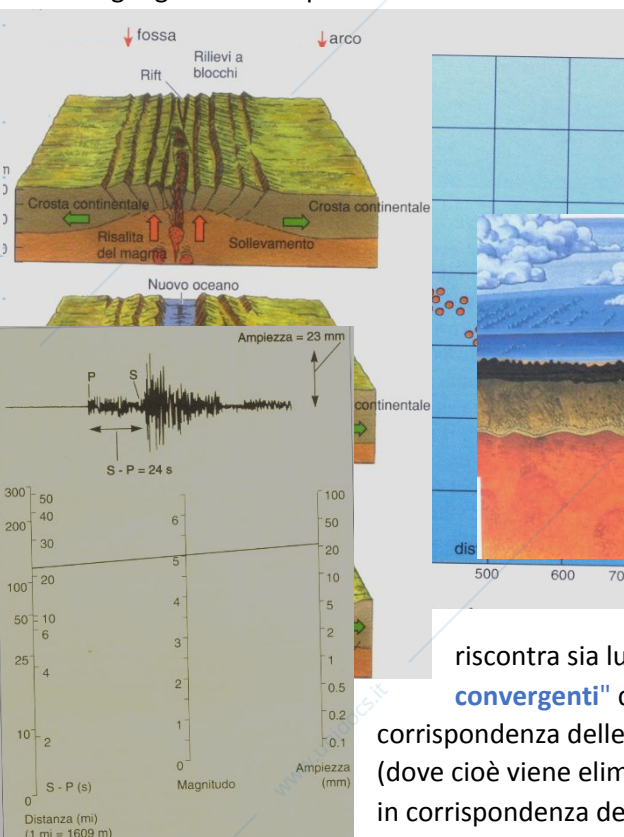 fossa
arco
Rilievi a
blocchi
Rift
Crosta continentale
Crosta continentale
Risalita
del magma
Sollevamento
Nuovo oceano
continentale
Ampiezza = 23 mm
P
S
S - P = 24 s
300
200
100
50
25
10
0
50
40
30
20
10
6
4
2
S - P (s)
Distanza (mi)
(1 mi = 1609 m)
6
5
4
3
2
1
0
Magnitudo
100
50
20
10
5
2
1
0.5
0.2
0.1
Ampiezza
(mm)
dis
500
600
riscontra sia
convergenti"
corrispondenza delle
(dove cioè viene
in corrispondenza